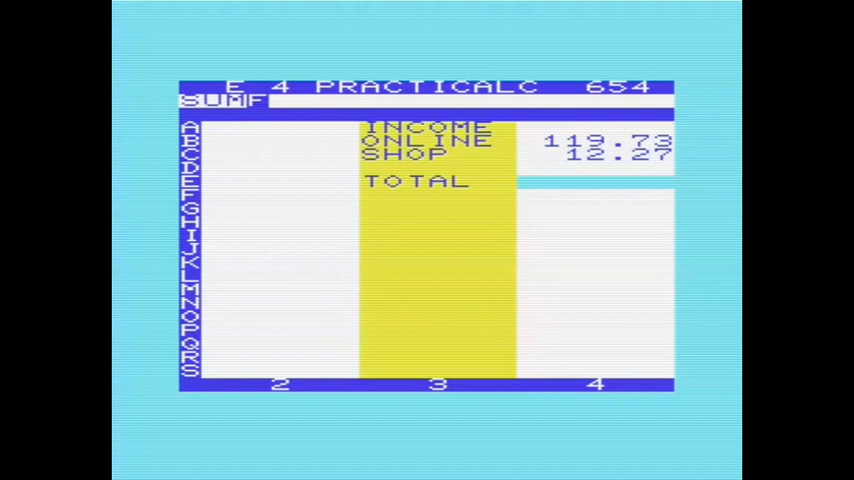 E 4 PRACTICALC 654
SUMF
A INCOME
B ONLINE 119.73
C SHOP 12.27
D
E TOTAL
F
G
H
I
J
K
L
M
N
O
P
Q
R
S
2 3 4